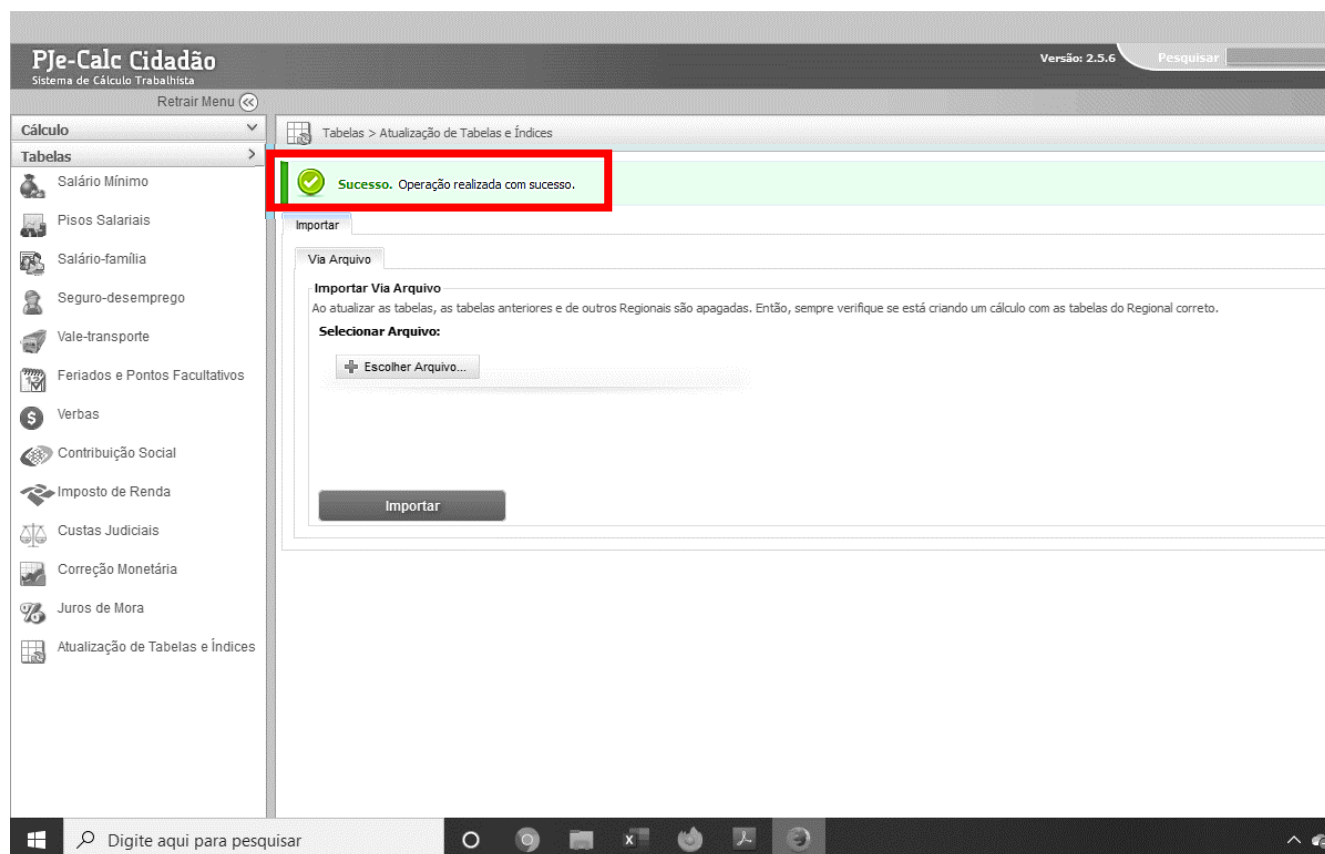 PJe-Calc Cidadão
Sistema de Cálculo Trabalhista
Versão: 2.5.6
Pesquisar
Retrair Menu
Cálculo
Tabelas
Salário Mínimo
Pisos Salariais
Salário-família
Seguro-desemprego
Vale-transporte
Feriados e Pontos Facultativos
Verbas
Contribuição Social
Imposto de Renda
Custas Judiciais
Correção Monetária
Juros de Mora
Atualização de Tabelas e Índices
Tabelas > Atualização de Tabelas e Índices
Sucesso. Operação realizada com sucesso.
Importar
Via Arquivo
Importar Via Arquivo
Ao atualizar as tabelas, as tabelas anteriores e de outros Regionais são apagadas. Então, sempre verifique se está criando um cálculo com as tabelas do Regional correto.
Selecionar Arquivo:
Escolher Arquivo...
Importar
Digite aqui para pesquisar